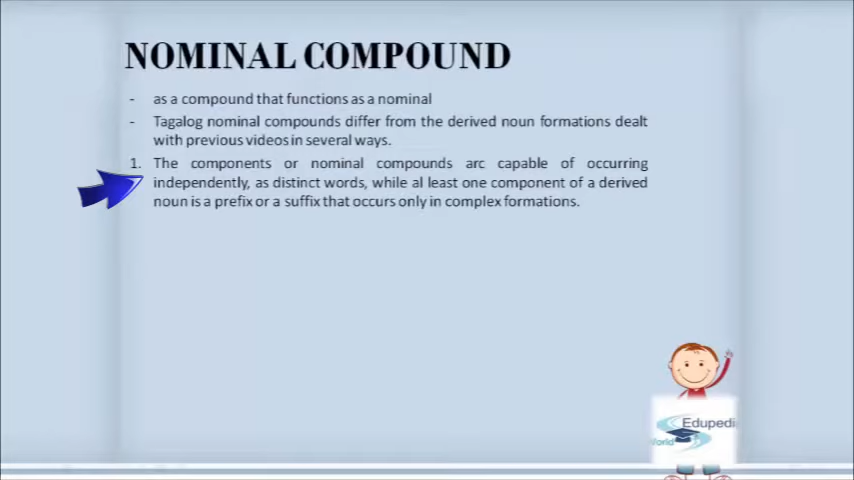 NOMINAL COMPOUND
- as a compound that functions as a nominal
- Tagalog nominal compounds differ from the derived noun formations dealt
with previous videos in several ways.
1. The components or nominal compounds arc capable of occurring
independently, as distinct words, while al least one component of a derived
noun is a prefix or a suffix that occurs only in complex formations.
Edupedi
World